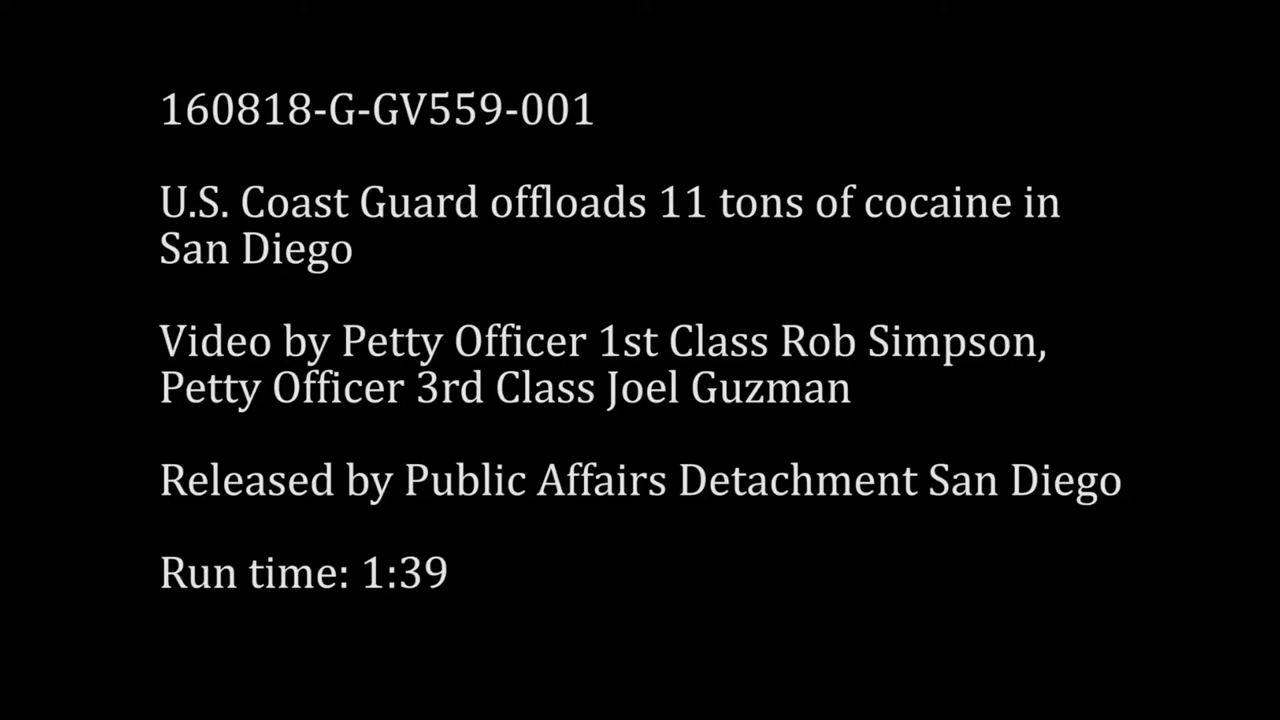 160818-G-GV559-001
U.S. Coast Guard offloads 11 tons of cocaine in
San Diego
Video by Petty Officer 1st Class Rob Simpson,
Petty Officer 3rd Class Joel Guzman
Released by Public Affairs Detachment San Diego
Run time: 1:39